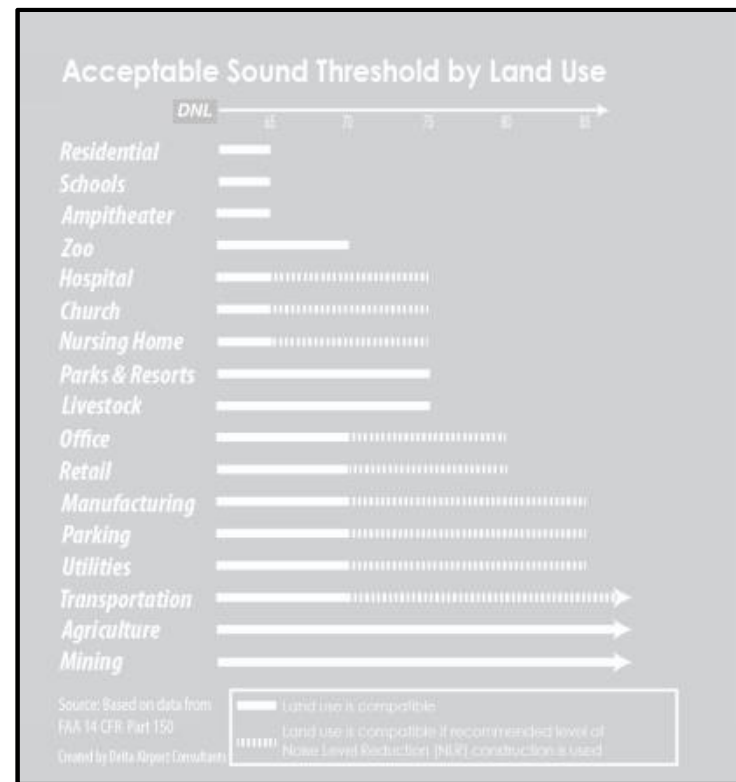 Acceptable Sound Threshold by Land Use
DNL
65 70 75 80 85
Residential
Schools
Ampitheater
Zoo
Hospital
Church
Nursing Home
Parks & Resorts
Livestock
Office
Retail
Manufacturing
Parking
Utilities
Transportation
Agriculture
Mining
Source: Based on data from
FAA 14 CFR Part 150
Created by Delta Airport Consultants
Land use is compatible
Land use is compatible if recommended level of
Noise Level Reduction (NLR) construction is used